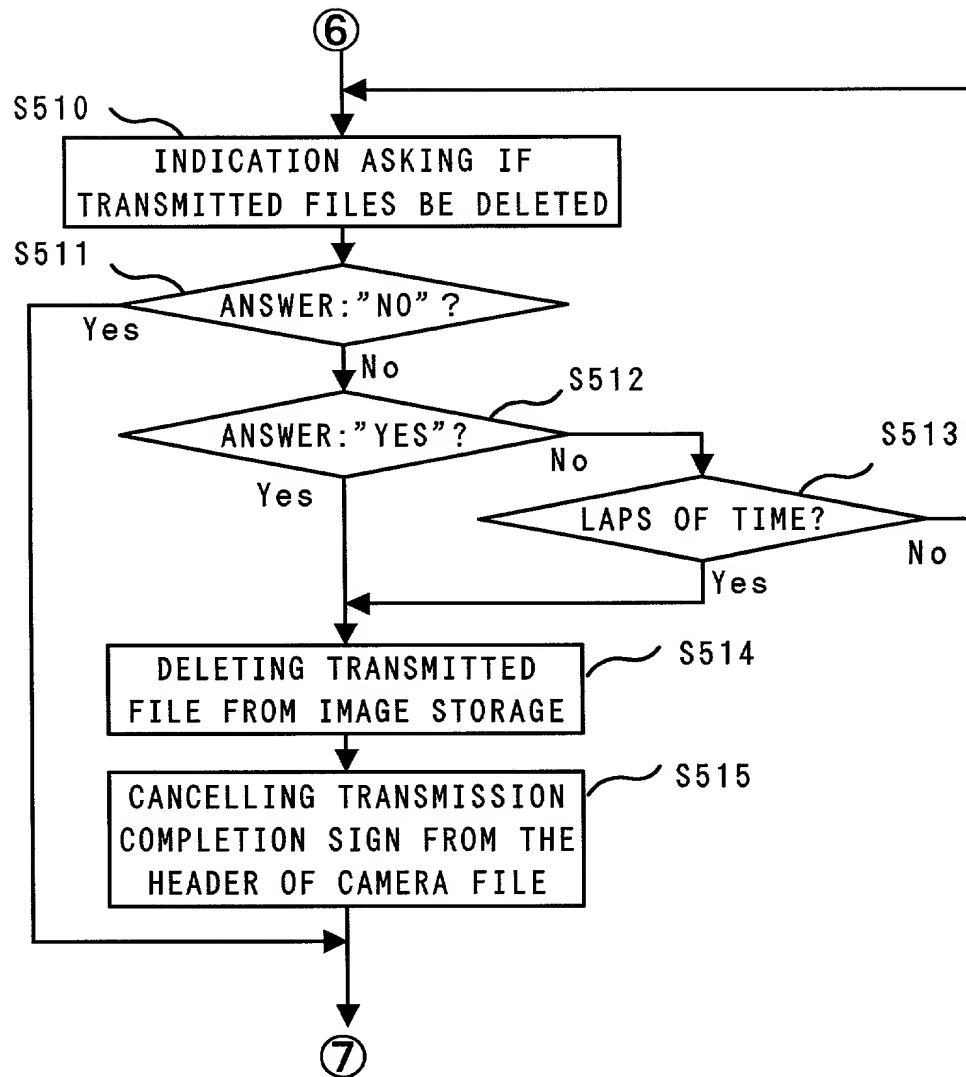 ⑥
S510
INDICATION ASKING IF
TRANSMITTED FILES BE DELETED
S511
ANSWER:"NO"?
Yes
No
S512
ANSWER:"YES"?
No
S513
Yes
LAPS OF TIME?
No
Yes
S514
DELETING TRANSMITTED
FILE FROM IMAGE STORAGE
S515
CANCELLING TRANSMISSION
COMPLETION SIGN FROM THE
HEADER OF CAMERA FILE
⑦